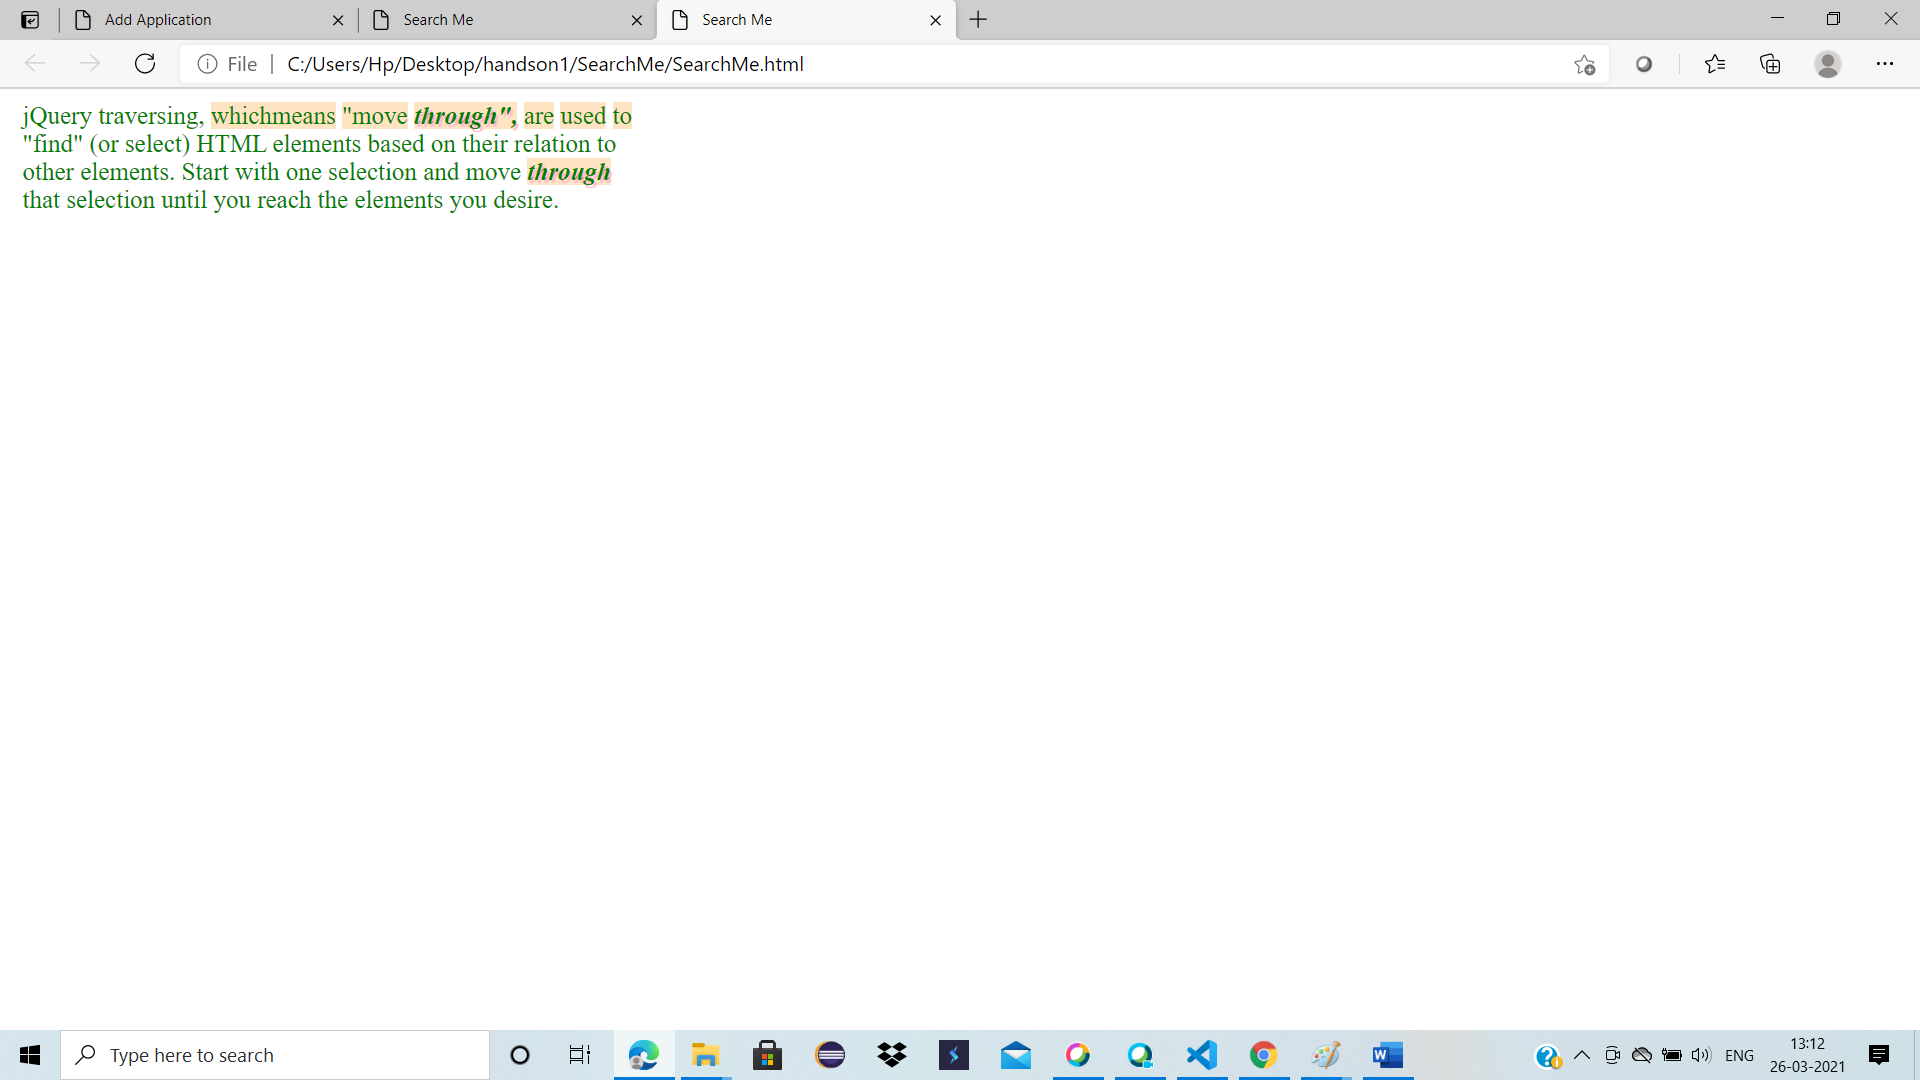 Add Application
Search Me
Search Me
File
C:/Users/Hp/Desktop/handson1/SearchMe/SearchMe.html
jQuery traversing, whichmeans "move through", are used to
"find" (or select) HTML elements based on their relation to
other elements. Start with one selection and move through
that selection until you reach the elements you desire.
Type here to search
ENG
13:12
26-03-2021